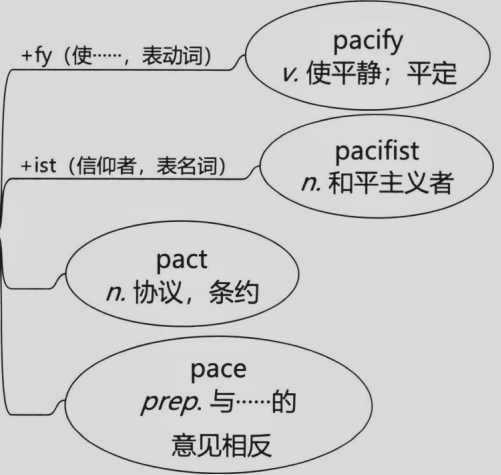 +fy（使……，表动词）
pacify
v. 使平静；平定
+ist（信仰者，表名词）
pacifist
n. 和平主义者
pact
n. 协议，条约
pace
prep. 与……的
意见相反